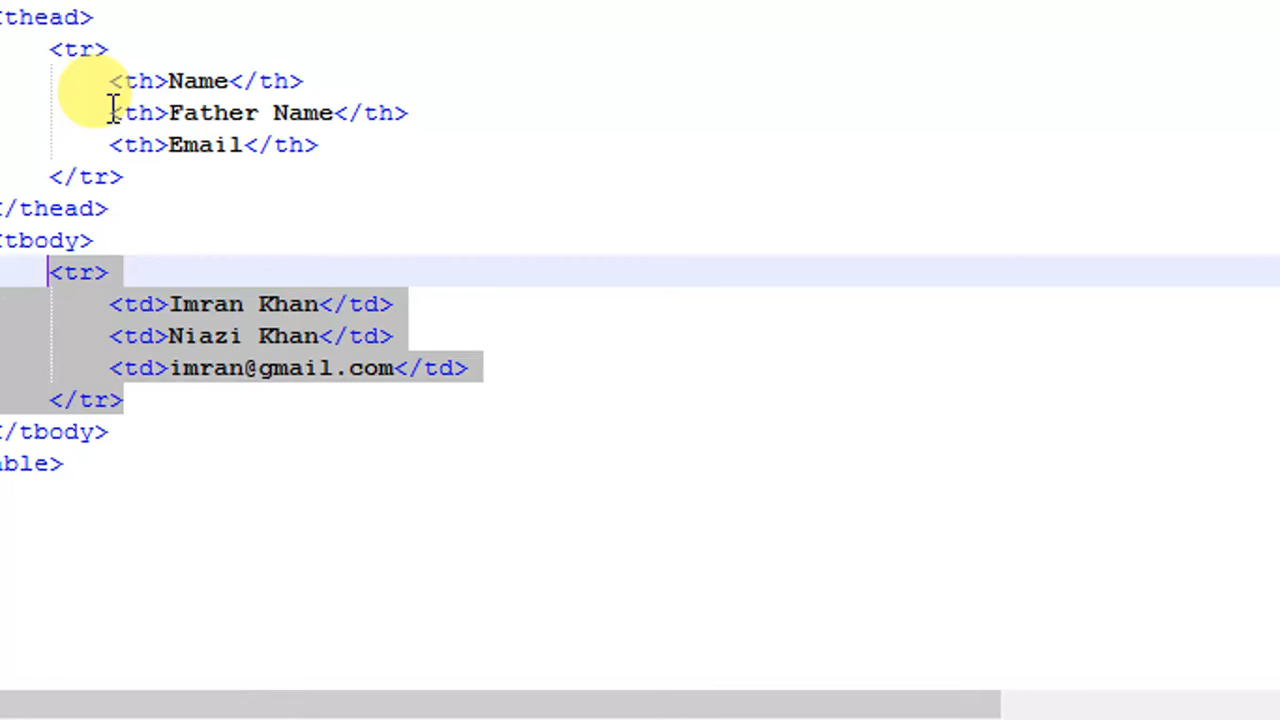 thead>
<tr>
<th>Name</th>
<th>Father Name</th>
<th>Email</th>
</tr>
/thead>
tbody>
<tr>
<td>Imran Khan</td>
<td>Niazi Khan</td>
<td>imran@gmail.com</td>
</tr>
/tbody>
able>